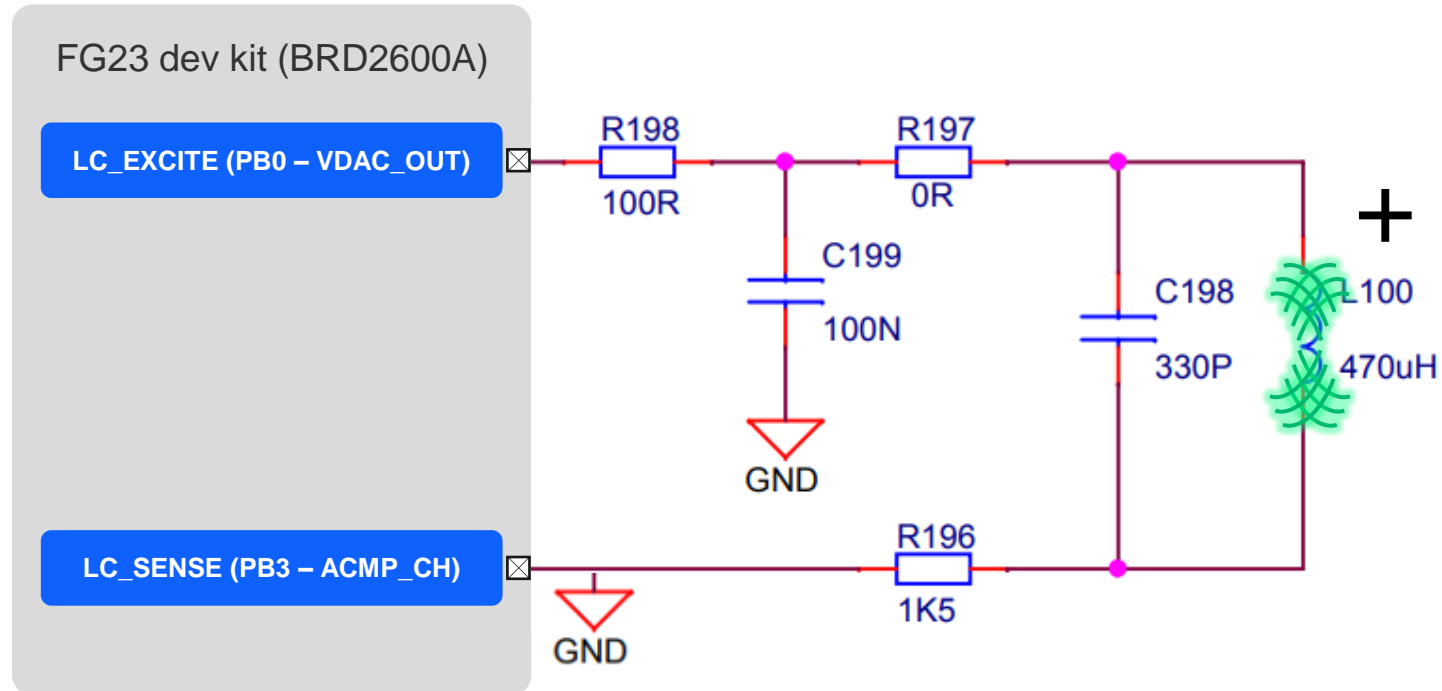 FG23 dev kit (BRD2600A)
LC_EXCITE (PB0 – VDAC_OUT)
R198
100R
R197
0R
+
C199
100N
C198
330P
L100
470uH
GND
LC_SENSE (PB3 – ACMP_CH)
R196
1K5
GND